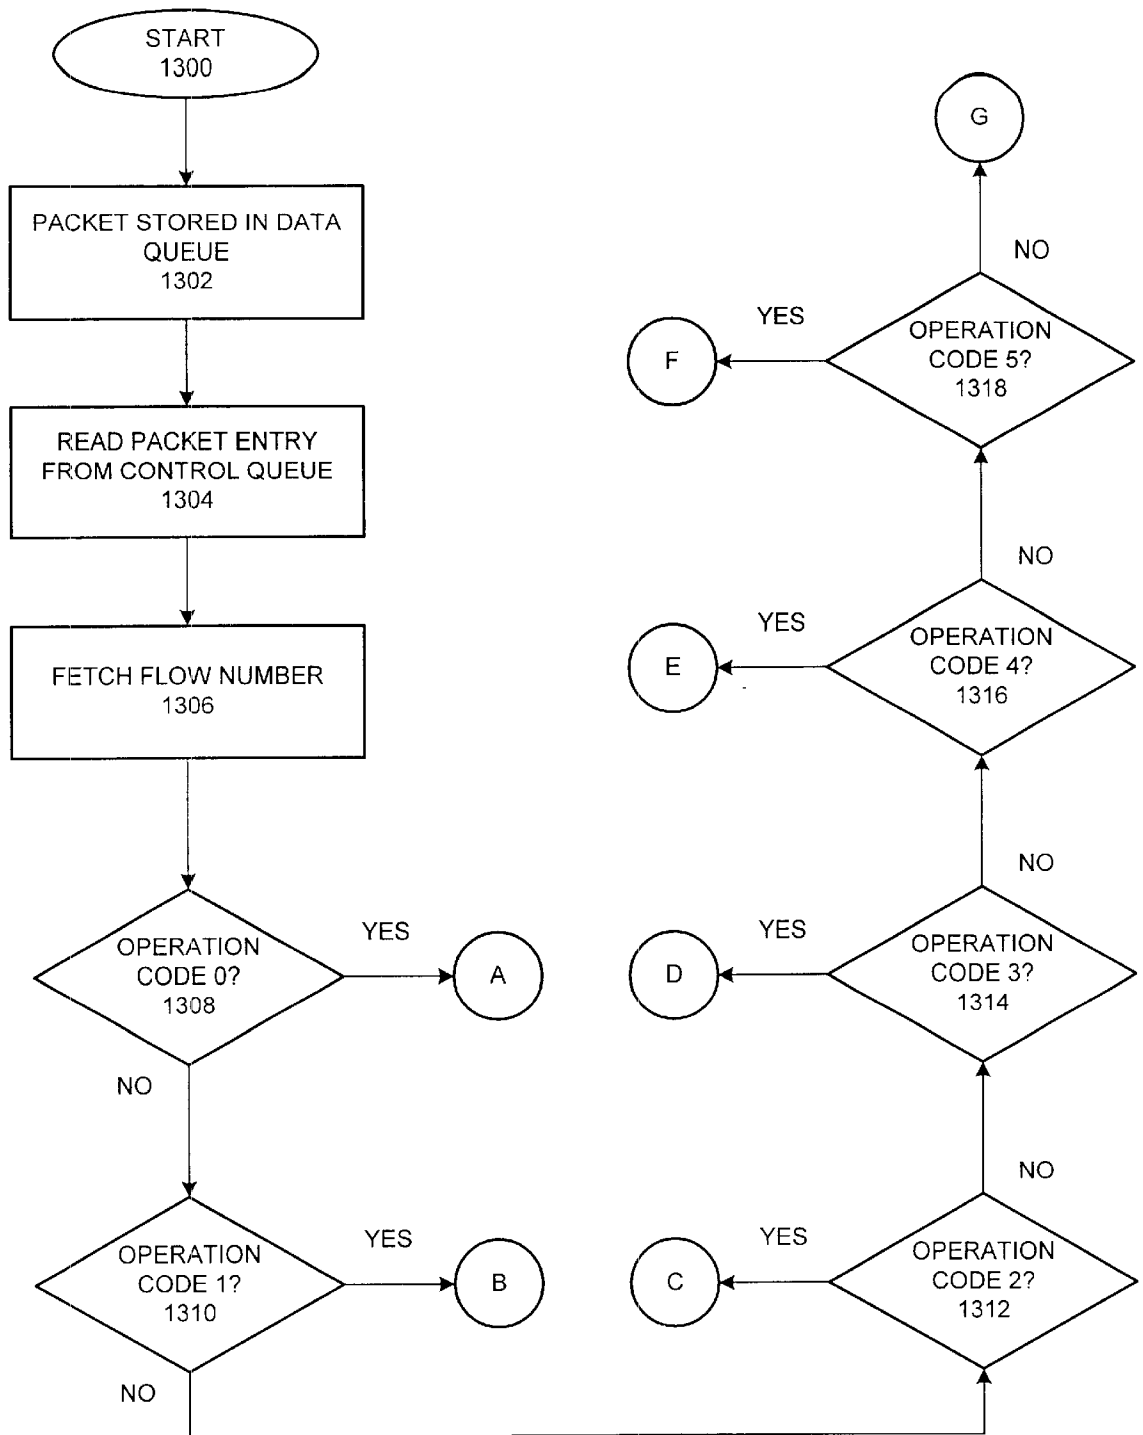 START
1300
PACKET STORED IN DATA
QUEUE
1302
READ PACKET ENTRY
FROM CONTROL QUEUE
1304
FETCH FLOW NUMBER
1306
OPERATION
CODE 0?
1308
YES
A
NO
OPERATION
CODE 1?
1310
YES
B
NO
OPERATION
CODE 2?
1312
YES
C
NO
OPERATION
CODE 3?
1314
YES
D
NO
OPERATION
CODE 4?
1316
YES
E
NO
OPERATION
CODE 5?
1318
YES
F
NO
G